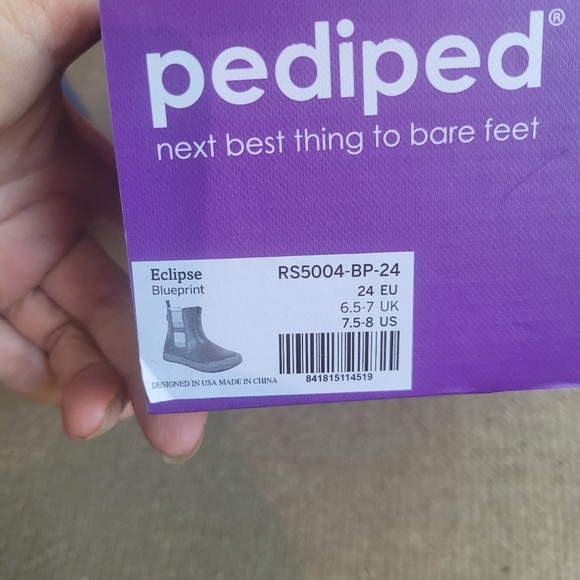 pediped®
next best thing to bare feet
Eclipse
Blueprint
RS5004-BP-24
24 EU
6.5-7 UK
7.5-8 US
841815114519
DESIGNED IN USA MADE IN CHINA